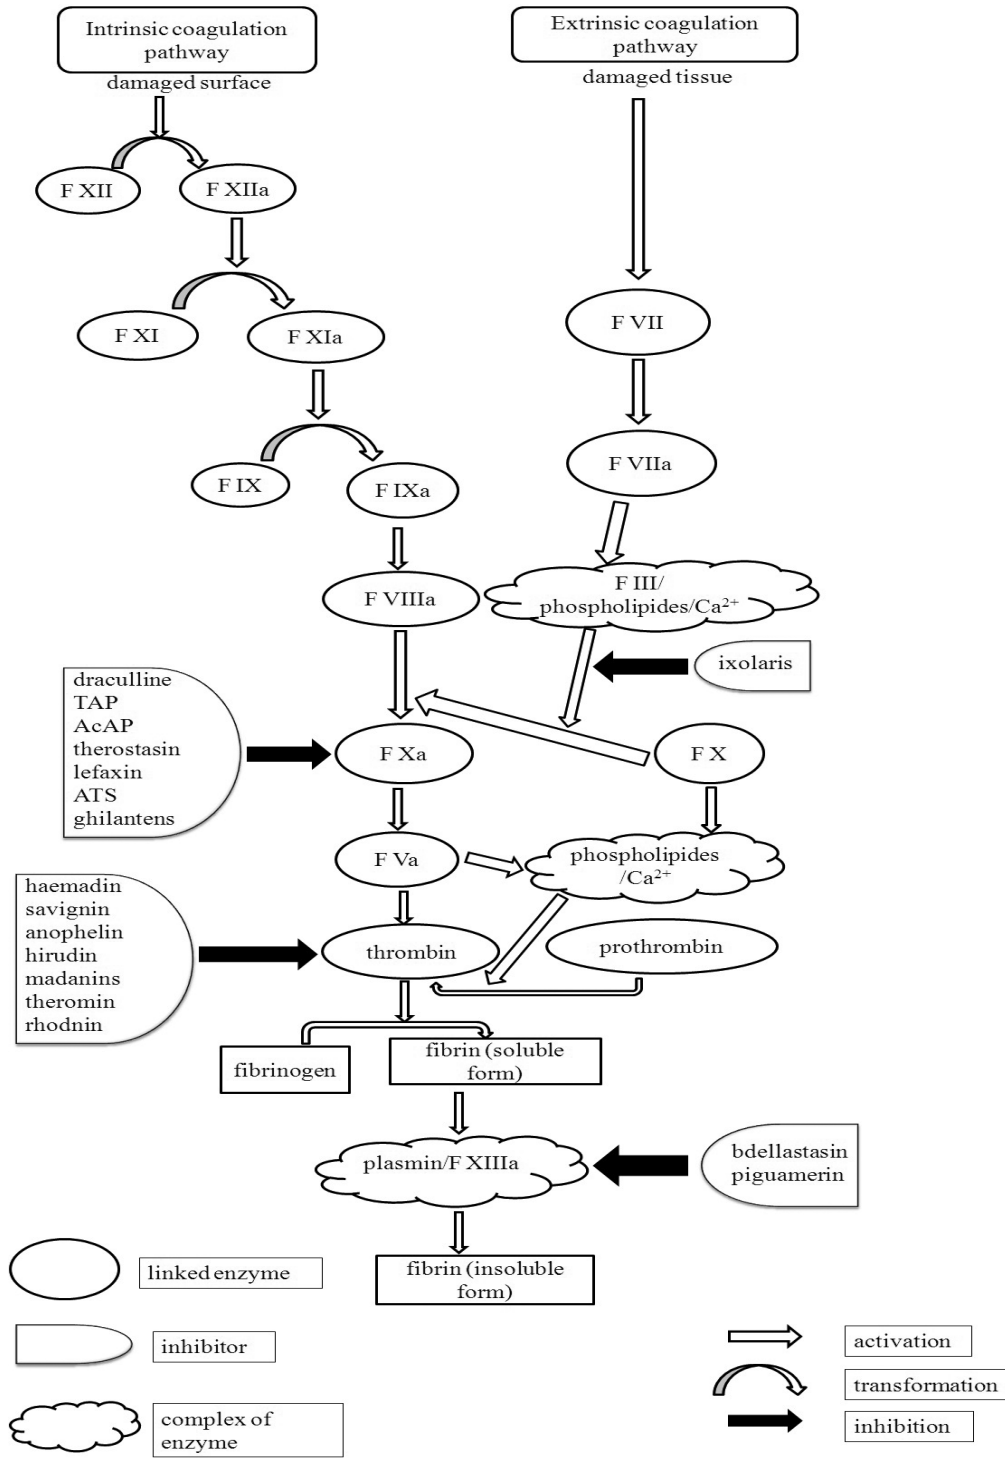 Intrinsic coagulation
pathway
damaged surface
Extrinsic coagulation
pathway
damaged tissue
F XII
F XIIa
F XI
F XIa
F VII
F IX
F IXa
F VIIa
F VIIIa
F III/
phospholipides/Ca²⁺
ixolaris
draculline
TAP
AcAP
therostasin
lefaxin
ATS
ghilantens
F Xa
F X
F Va
phospholipides
/Ca²⁺
haemadin
savignin
anophelin
hirudin
madanins
theromin
rhodnin
thrombin
prothrombin
fibrinogen
fibrin (soluble
form)
plasmin/F XIIIa
bdellastasin
piguamerin
fibrin (insoluble
form)
linked enzyme
inhibitor
complex of
enzyme
activation
transformation
inhibition